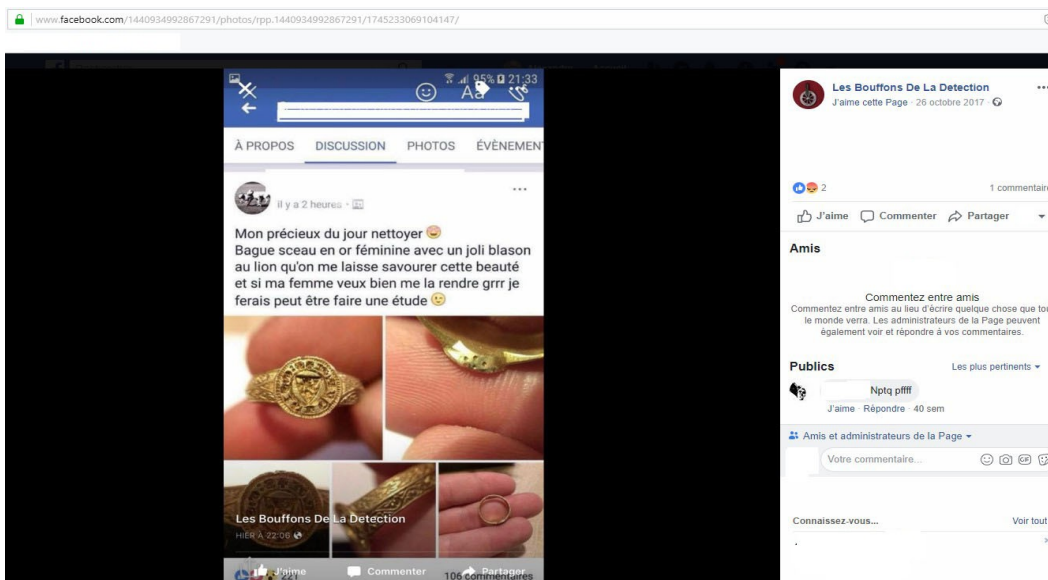 www.facebook.com/1440934992867291/photos/rpp.1440934992867291/1745233069104147/
95% 21:33
Aa
À PROPOS DISCUSSION PHOTOS ÉVÈNEMEN
il y a 2 heures
Mon précieux du jour nettoyer
Bague sceau en or féminine avec un joli blason
au lion qu'on me laisse savourer cette beauté
et si ma femme veux bien me la rendre grrr je
ferais peut être faire une étude
Les Bouffons De La Detection
HIER À 22:06
J'aime Commenter Partager
221 106 commentaires
Les Bouffons De La Detection
J'aime cette Page · 26 octobre 2017
2 1 commentaire
J'aime Commenter Partager
Amis
Commentez entre amis
Commentez entre amis au lieu d'écrire quelque chose que tou
le monde verra. Les administrateurs de la Page peuvent
également voir et répondre à vos commentaires.
Publics Les plus pertinents
Nptq pffff
J'aime · Répondre · 40 sem
Amis et administrateurs de la Page
Votre commentaire...
GIF
Connaissez-vous... Voir tout